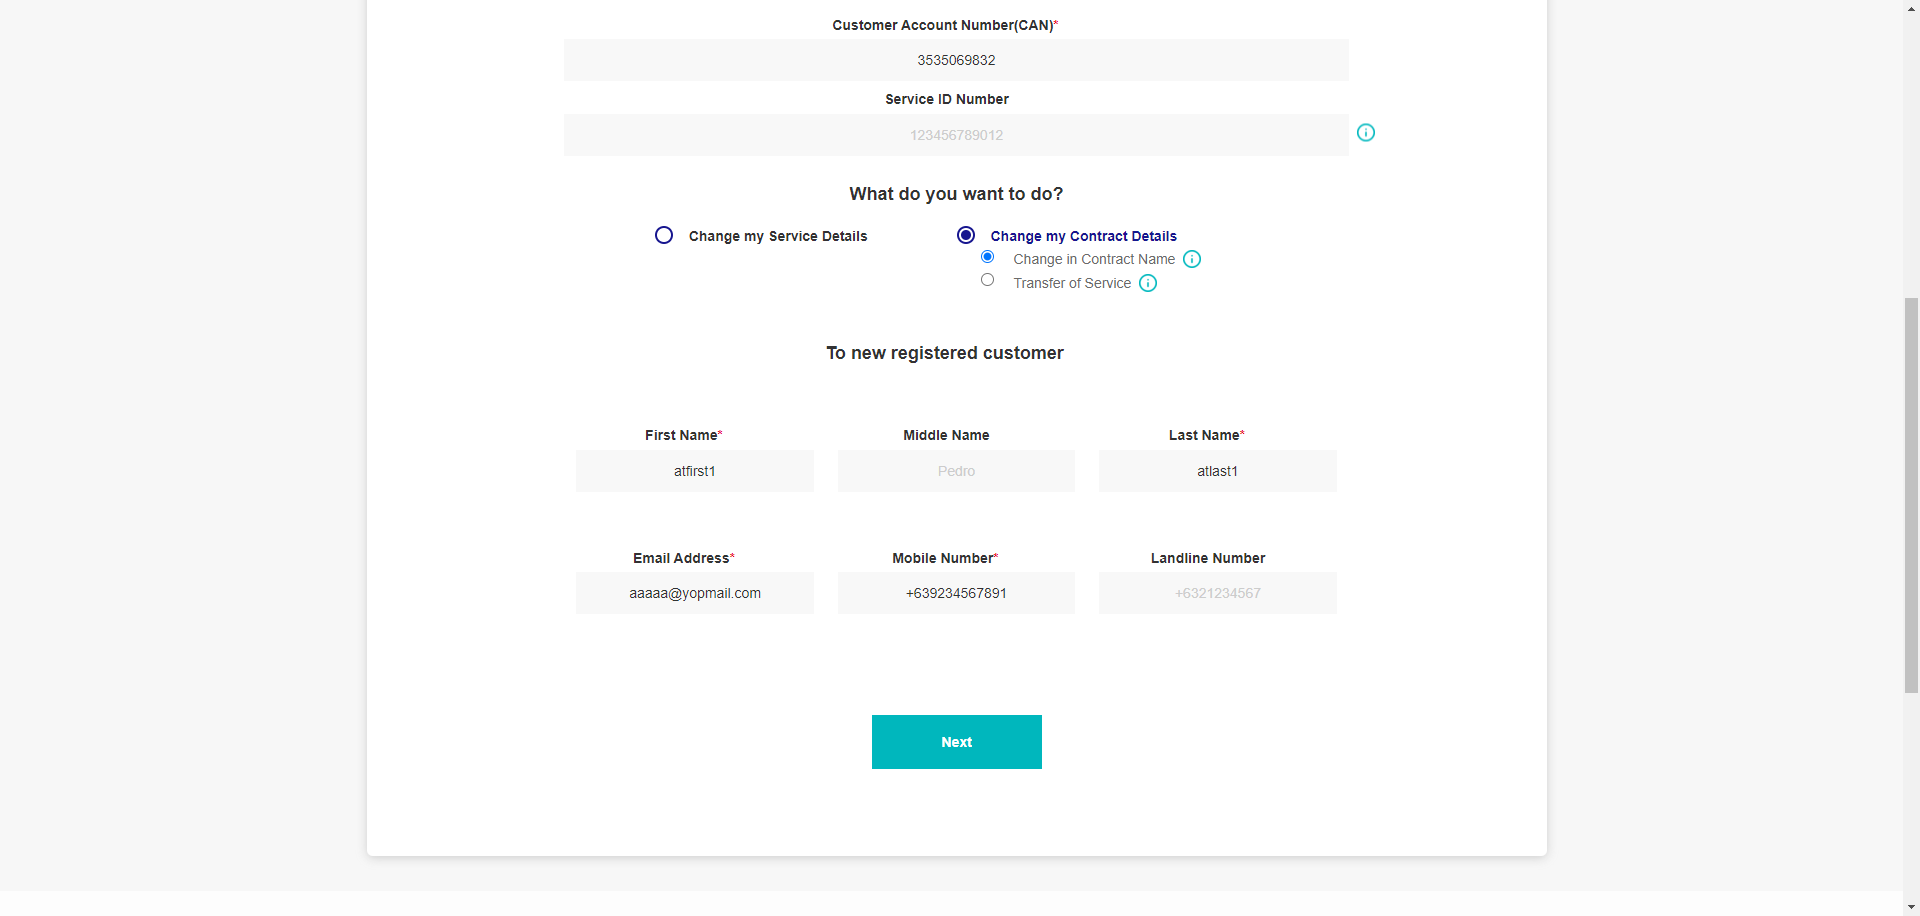 Customer Account Number(CAN)*
3535069832
Service ID Number
123456789012
What do you want to do?
Change my Service Details
Change my Contract Details
Change in Contract Name
Transfer of Service
To new registered customer
First Name* Middle Name Last Name*
atfirst1 Pedro atlast1
Email Address* Mobile Number* Landline Number
aaaaa@yopmail.com +639234567891 +6321234567
Next